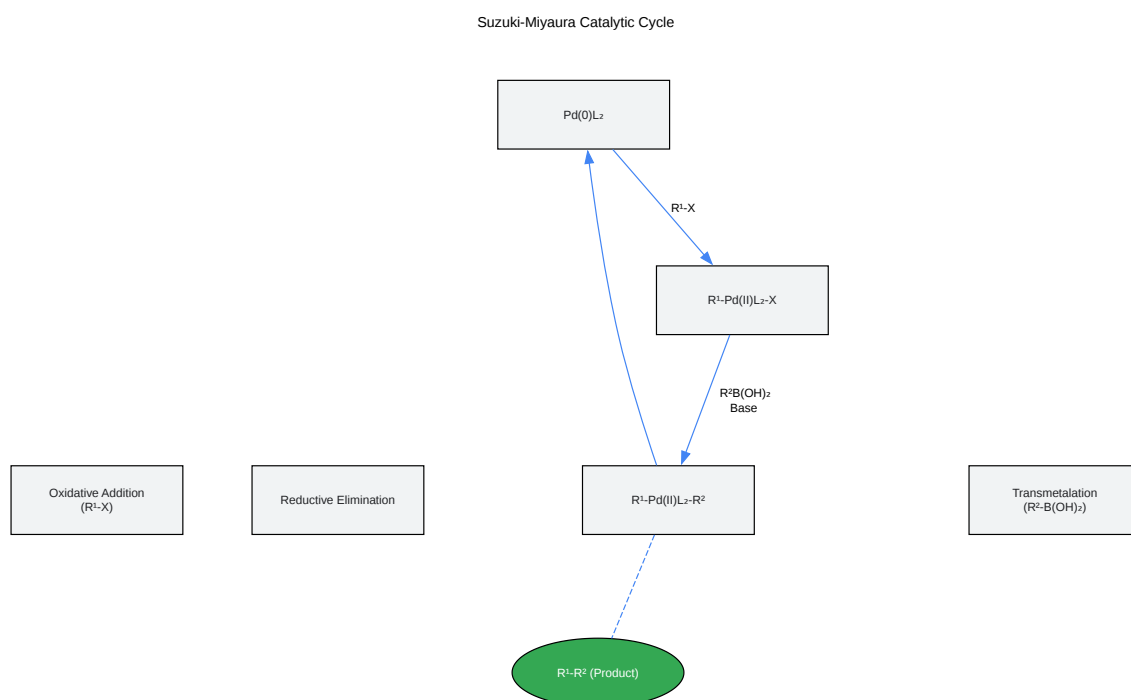 Suzuki-Miyaura Catalytic Cycle
Pd(0)L₂
R¹-X
R¹-Pd(II)L₂-X
R²B(OH)₂
Base
Oxidative Addition
(R¹-X)
Reductive Elimination
R¹-Pd(II)L₂-R²
Transmetalation
(R²-B(OH)₂)
R¹-R² (Product)